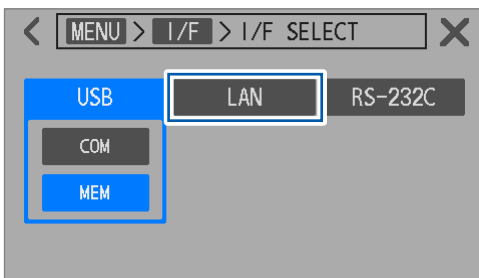 MENU > I/F > I/F SELECT
USB LAN RS-232C
COM
MEM